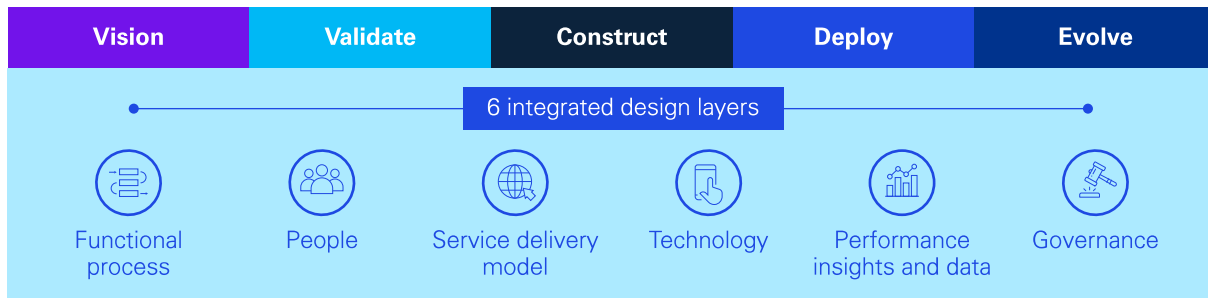 Vision
Validate
Construct
Deploy
Evolve
6 integrated design layers
Functional
process
People
Service delivery
model
Technology
Performance
insights and data
Governance